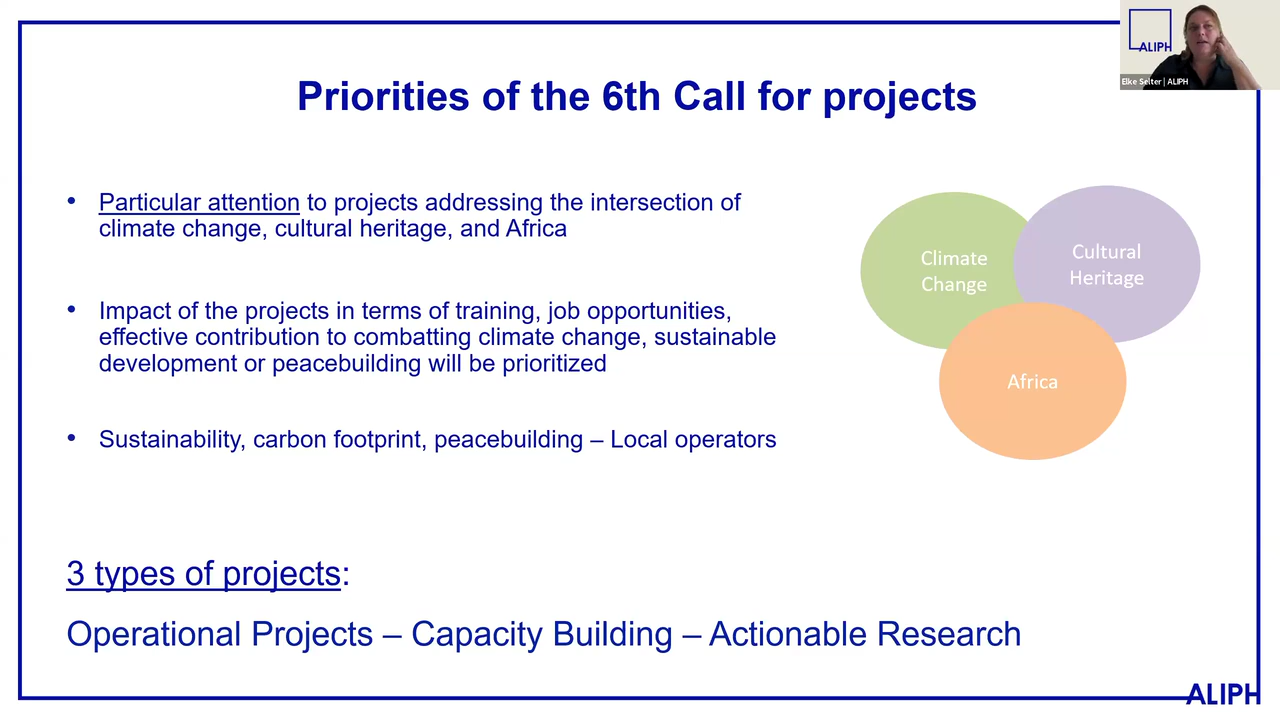 ALIPH
Elke Selter | ALIPH
Priorities of the 6th Call for projects
• Particular attention to projects addressing the intersection of
climate change, cultural heritage, and Africa
• Impact of the projects in terms of training, job opportunities,
effective contribution to combatting climate change, sustainable
development or peacebuilding will be prioritized
• Sustainability, carbon footprint, peacebuilding – Local operators
Climate
Change
Cultural
Heritage
Africa
3 types of projects:
Operational Projects – Capacity Building – Actionable Research
ALIPH